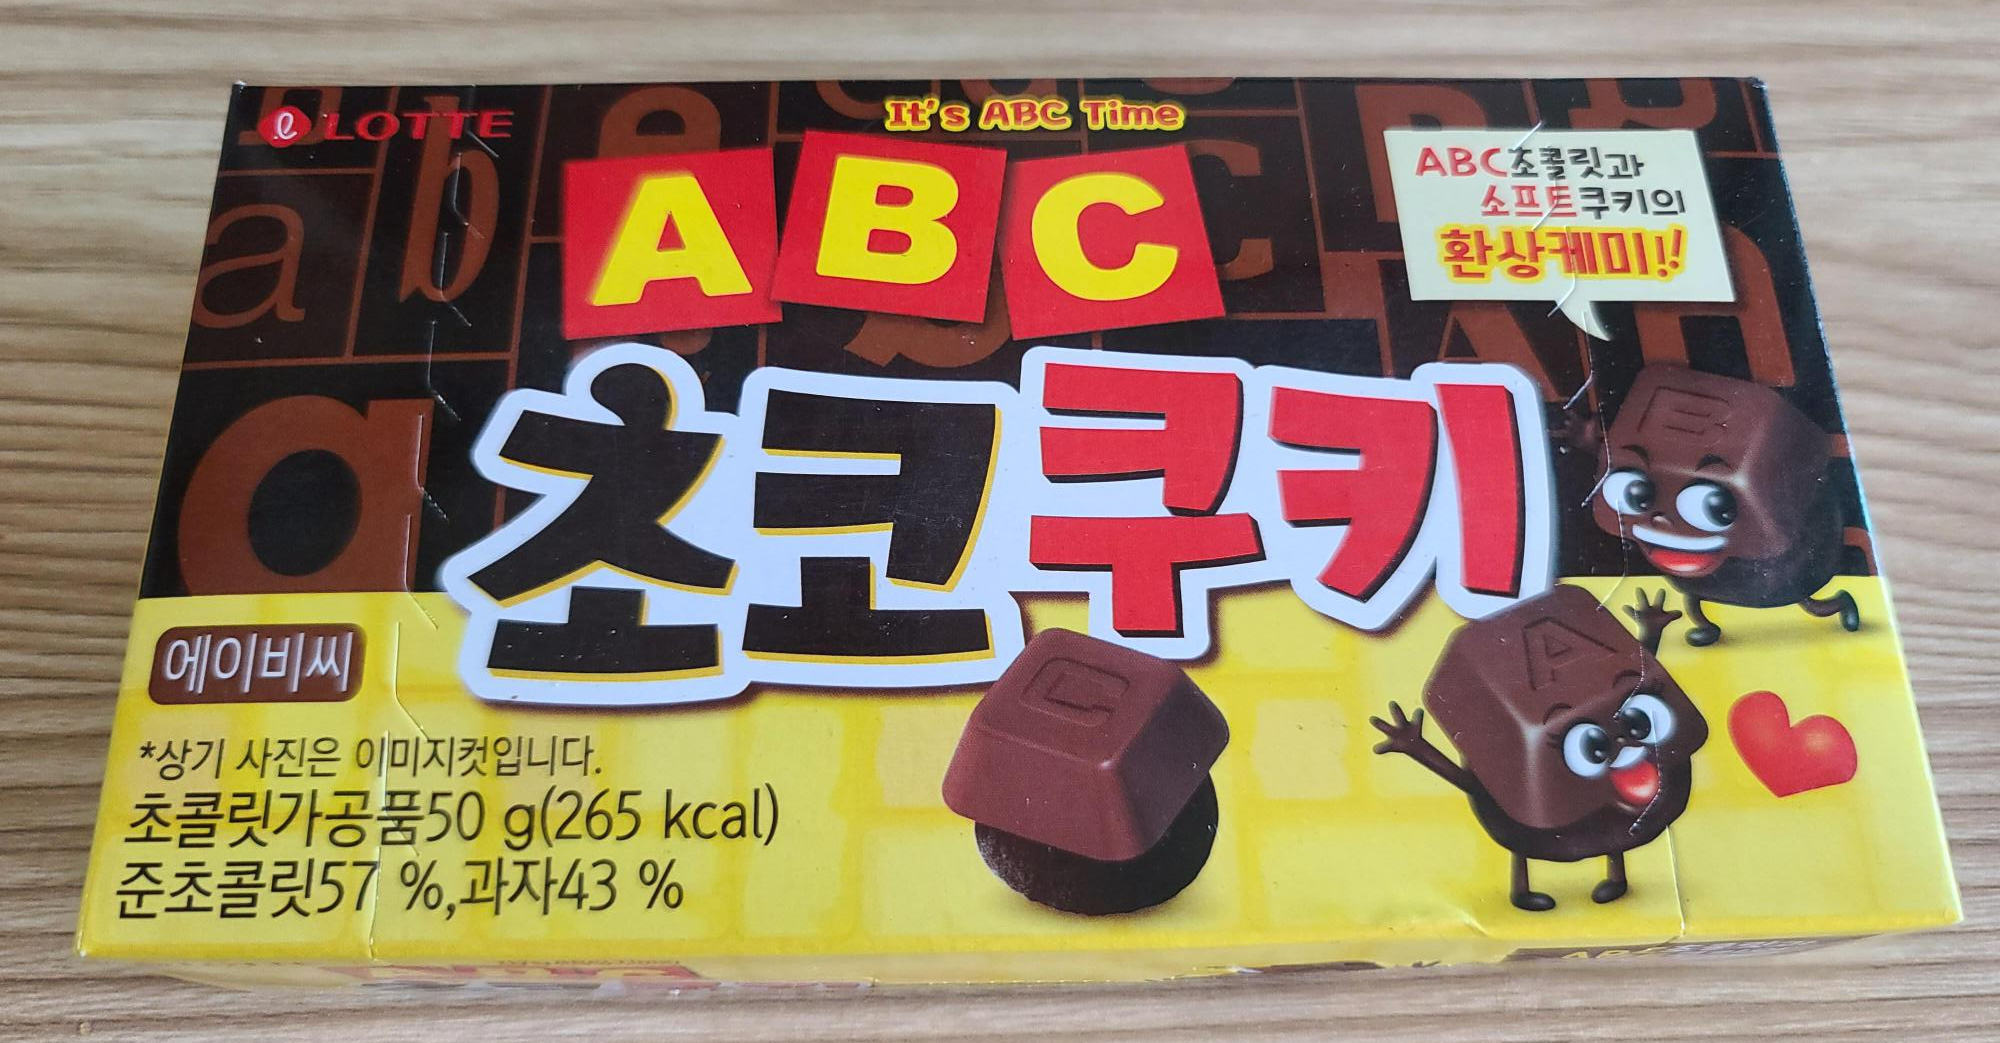 LOTTE
It's ABC Time
ABC
초코쿠키
ABC초콜릿과
소프트쿠키의
환상케미!!
에이비씨
*상기 사진은 이미지컷입니다.
초콜릿가공품50 g(265 kcal)
준초콜릿57 %,과자43 %
C
B
A